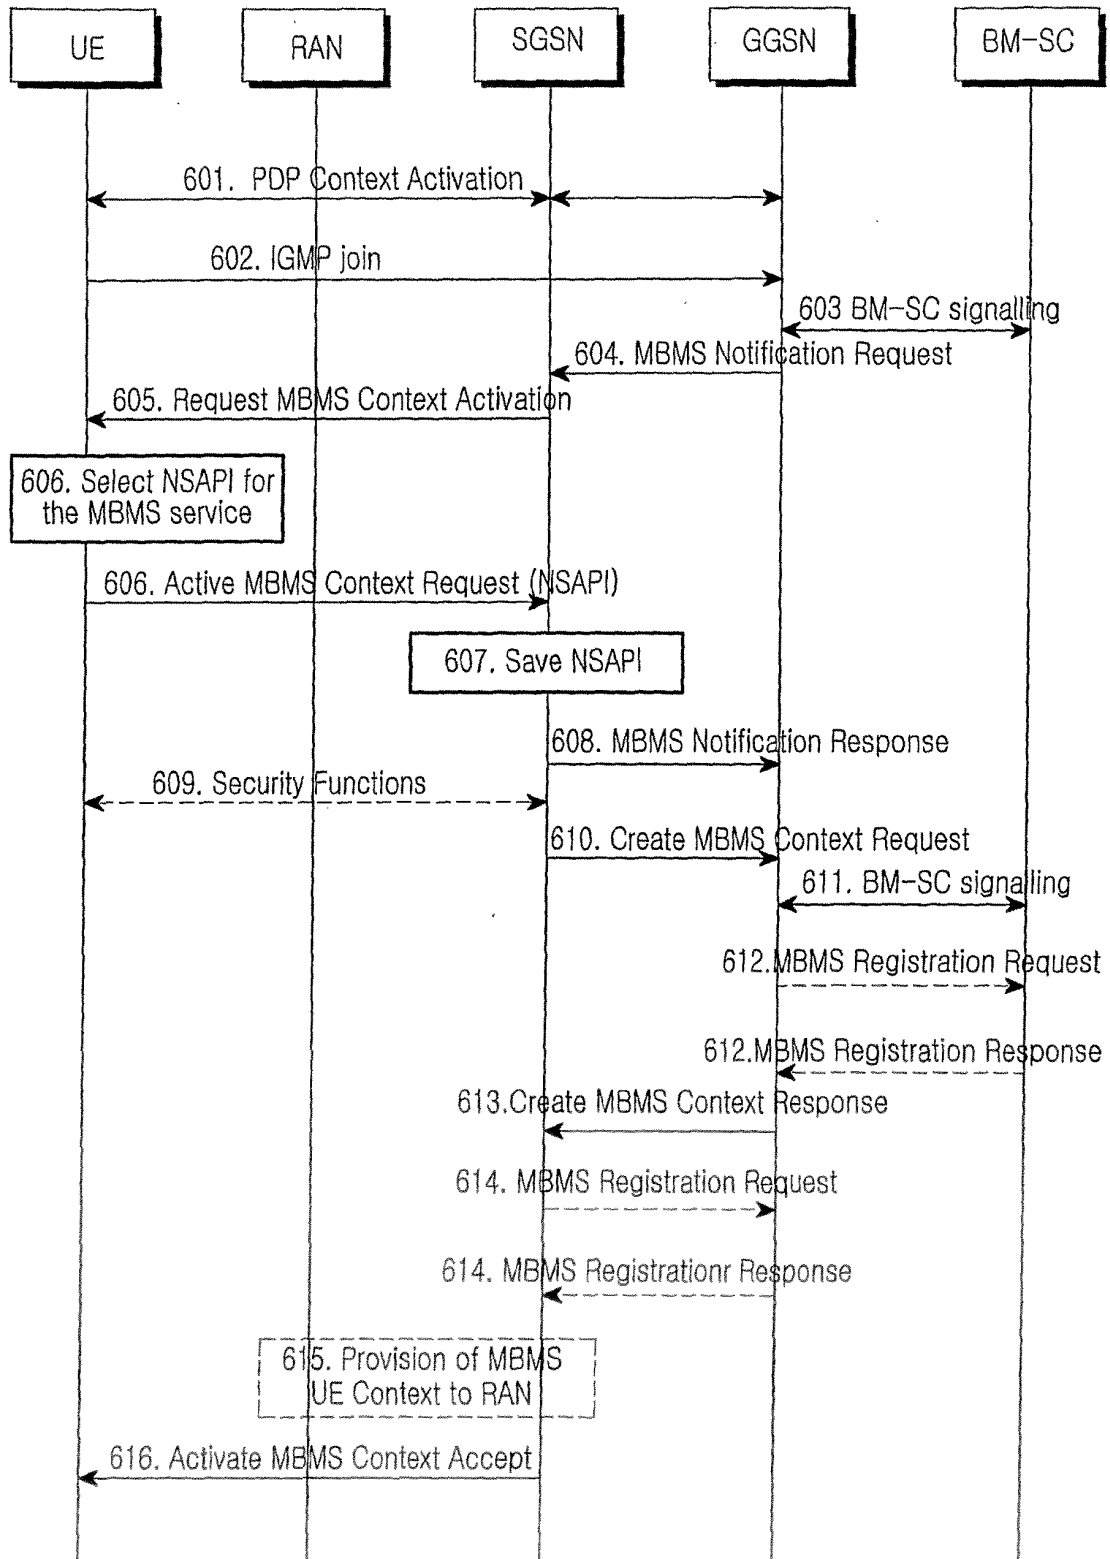 UE
RAN
SGSN
GGSN
BM-SC
601. PDP Context Activation
602. IGMP join
603 BM-SC signalling
604. MBMS Notification Request
605. Request MBMS Context Activation
606. Select NSAPI for
the MBMS service
606. Active MBMS Context Request (NSAPI)
607. Save NSAPI
608. MBMS Notification Response
609. Security Functions
610. Create MBMS Context Request
611. BM-SC signalling
612.MBMS Registration Request
612.MBMS Registration Response
613.Create MBMS Context Response
614. MBMS Registration Request
614. MBMS Registrationr Response
615. Provision of MBMS
UE Context to RAN
616. Activate MBMS Context Accept